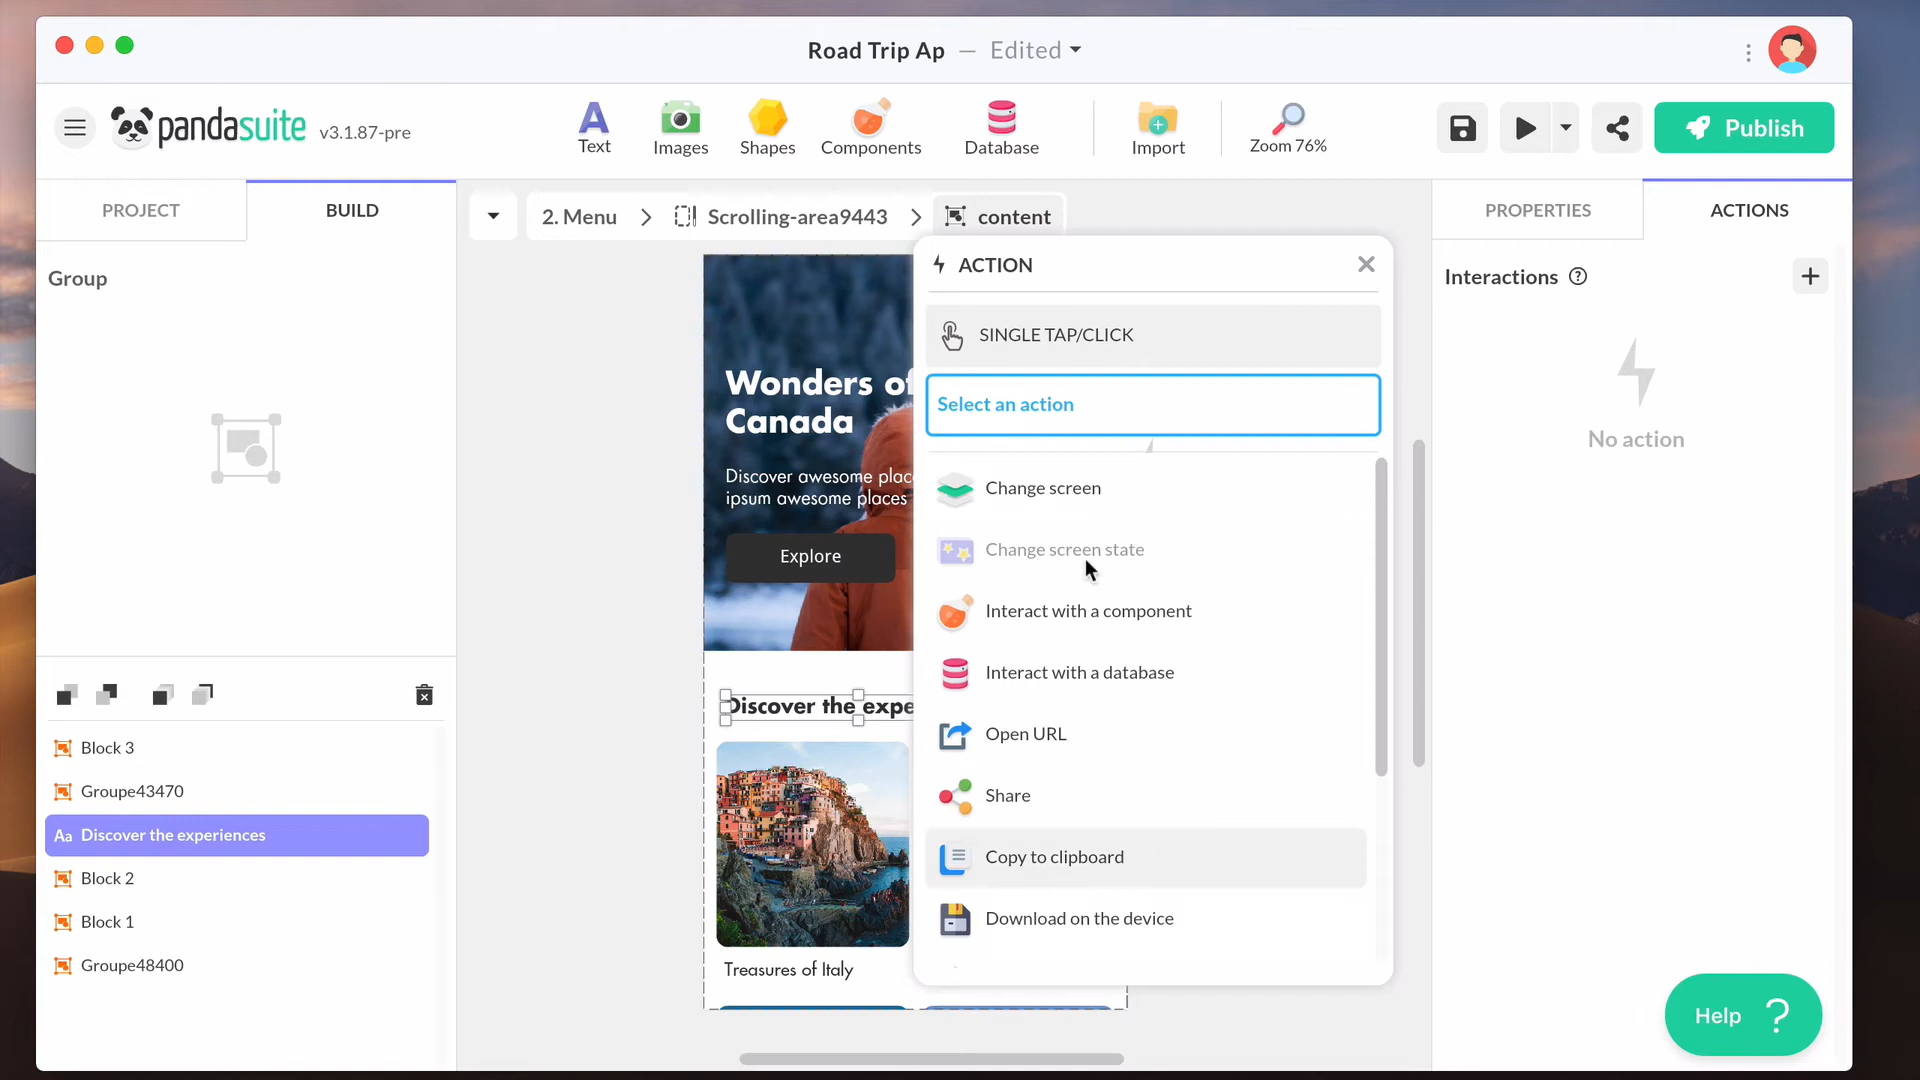 Road Trip Ap — Edited
pandasuite v3.1.87-pre
Text
Images
Shapes
Components
Database
Import
Zoom 76%
Publish
PROJECT
BUILD
2. Menu
Scrolling-area9443
content
PROPERTIES
ACTIONS
Group
ACTION
Interactions
SINGLE TAP/CLICK
Select an action
No action
Wonders of
Canada
Discover awesome plac
ipsum awesome places
Explore
Change screen
Change screen state
Interact with a component
Interact with a database
Open URL
Share
Copy to clipboard
Download on the device
Discover the expe
Treasures of Italy
Block 3
Groupe43470
Aa Discover the experiences
Block 2
Block 1
Groupe48400
Help ?